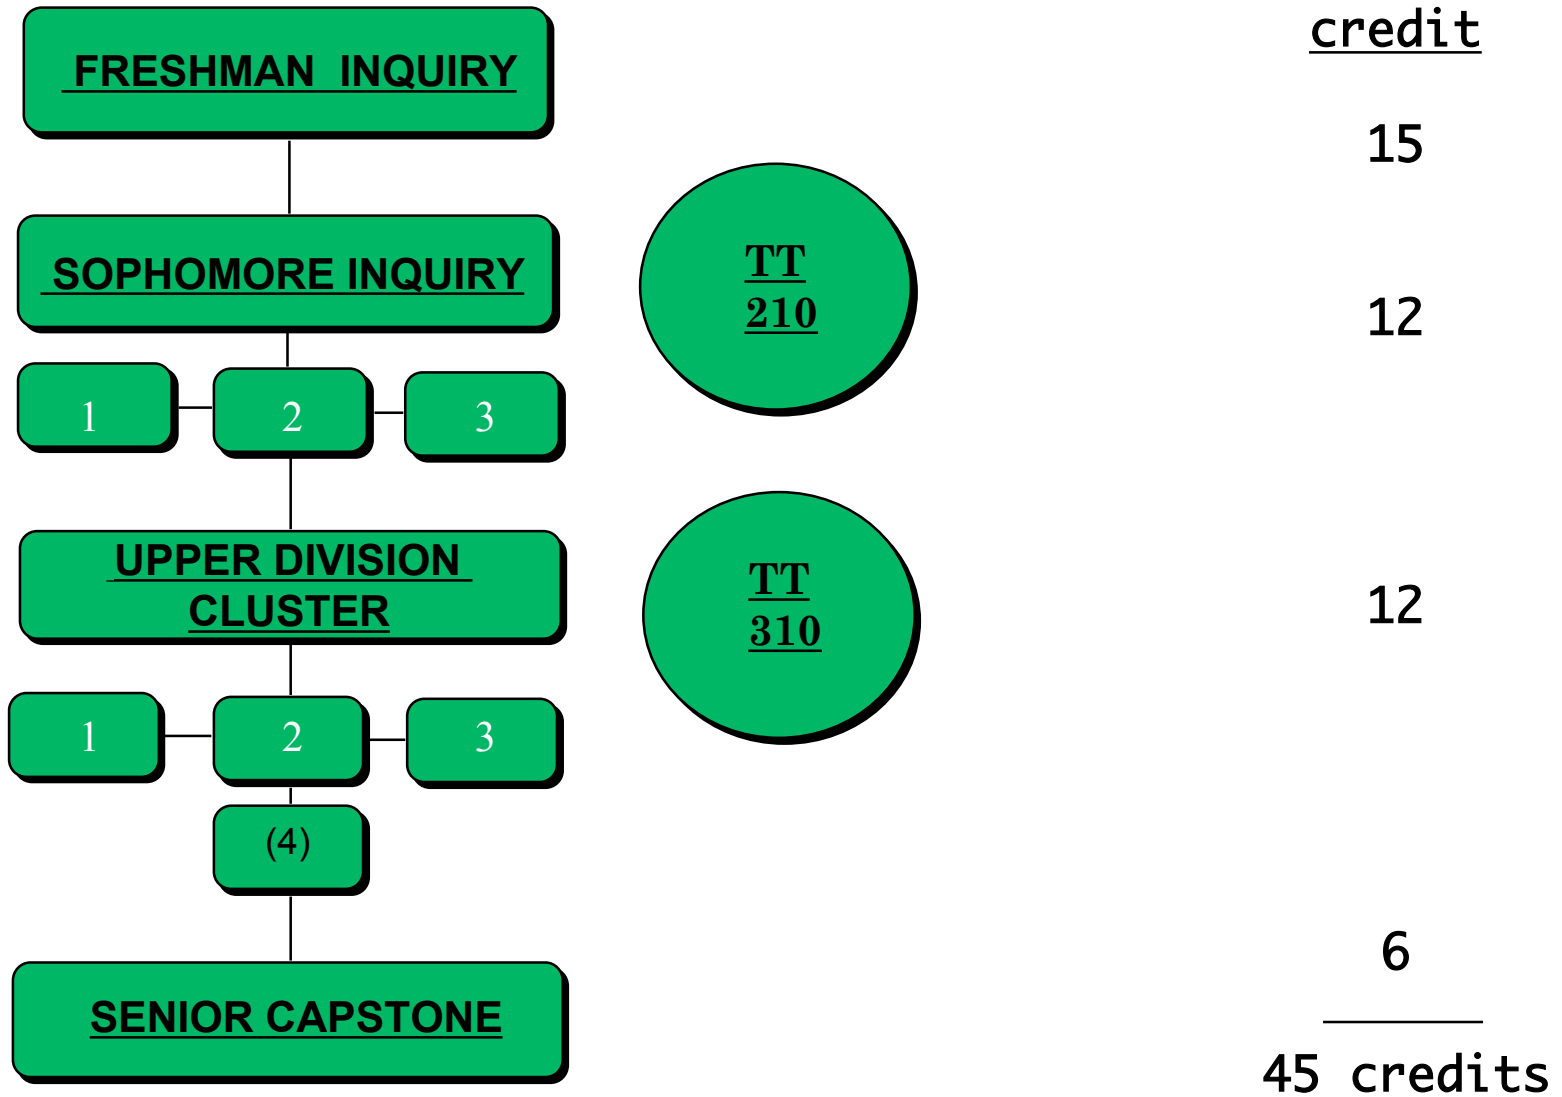 credit
FRESHMAN INQUIRY
15
SOPHOMORE INQUIRY
TT
210
12
1 2 3
UPPER DIVISION
CLUSTER
TT
310
12
1 2 3
(4)
6
SENIOR CAPSTONE
45 credits